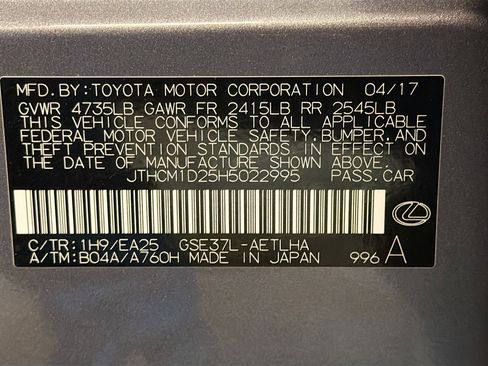 MFD.BY:TOYOTA MOTOR CORPORATION 04/17
GVWR 4735LB GAWR FR 2415LB RR 2545LB
THIS VEHICLE CONFORMS TO ALL APPLICABLE
FEDERAL MOTOR VEHICLE SAFETY,BUMPER,AND
THEFT PREVENTION STANDARDS IN EFFECT ON
THE DATE OF MANUFACTURE SHOWN ABOVE.
JTHCM1D25H5022995 PASS.CAR
C/TR:1H9/EA25 GSE37L-AETLHA
A/TM:B04A/A760H MADE IN JAPAN 996 A